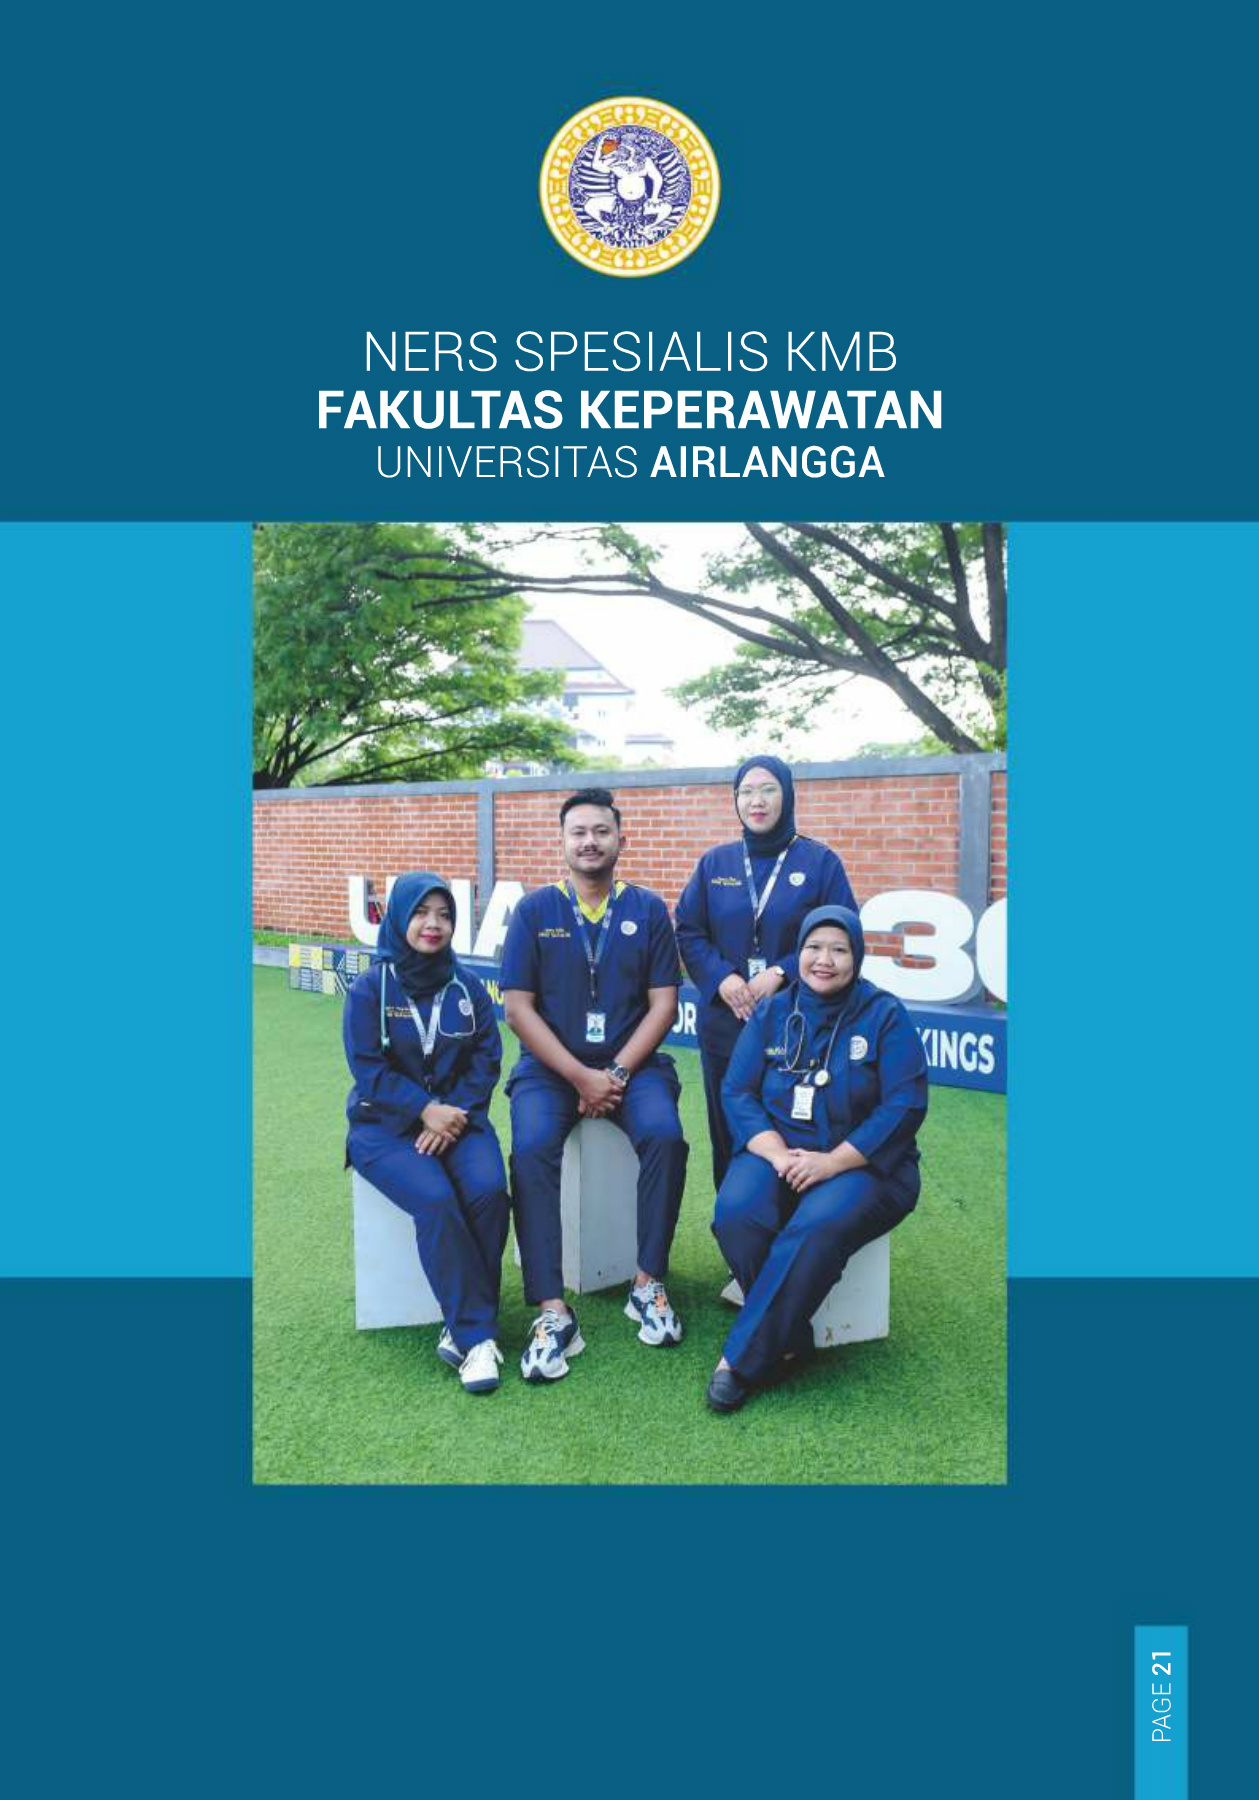 NERS SPESIALIS KMB
FAKULTAS KEPERAWATAN
UNIVERSITAS AIRLANGGA
KINGS
PAGE 21